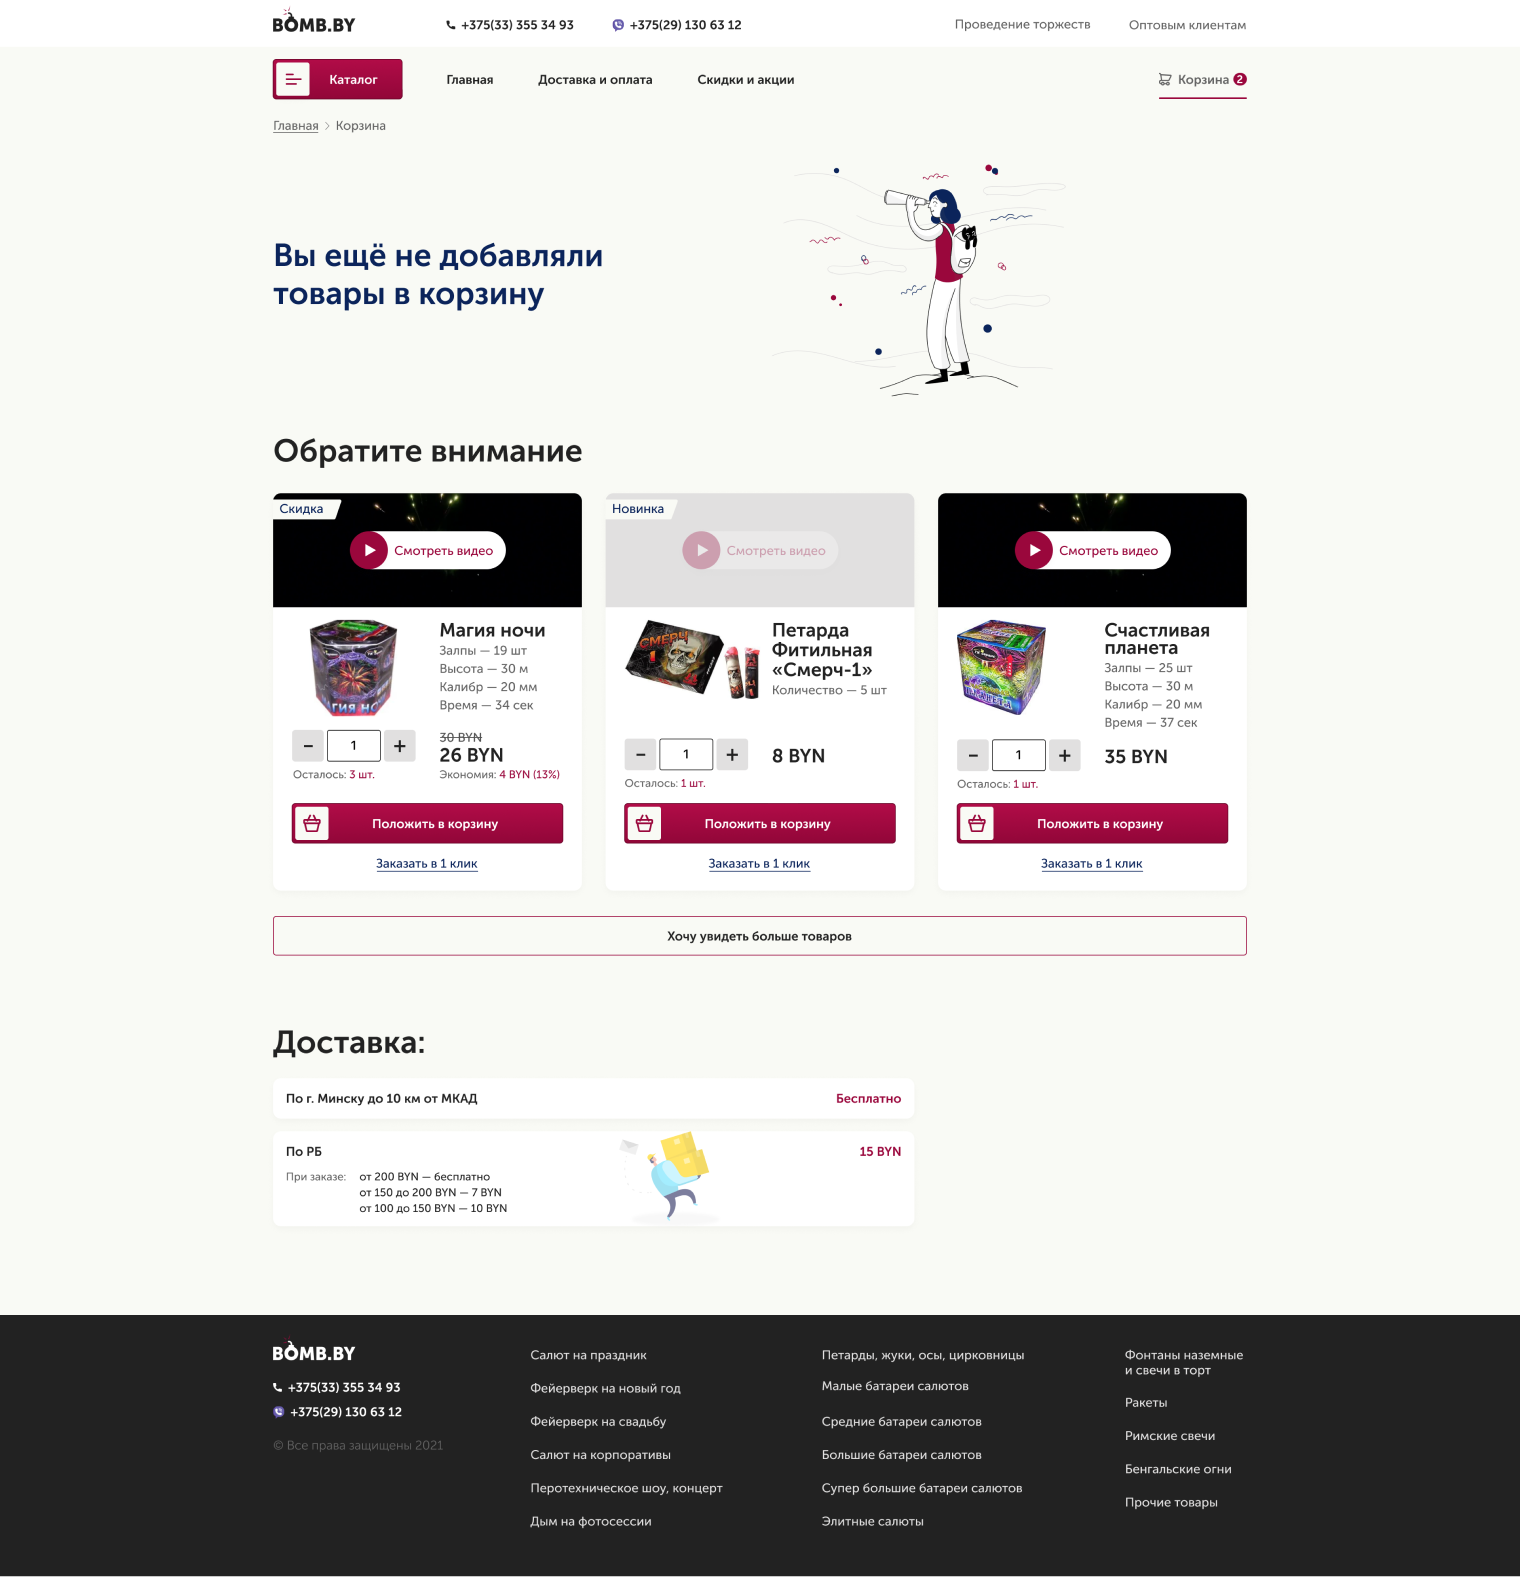 BOMB.BY
+375(33) 355 34 93
+375(29) 130 63 12
Проведение торжеств
Оптовым клиентам
Каталог
Главная
Доставка и оплата
Скидки и акции
Корзина 2
Главная
Корзина
Вы ещё не добавляли
товары в корзину
Обратите внимание
Скидка
Смотреть видео
Магия ночи
Залпы — 19 шт
Высота — 30 м
Калибр — 20 мм
Время — 34 сек
– 1 +
Осталось: 3 шт.
30 BYN
26 BYN
Экономия: 4 BYN (13%)
Положить в корзину
Заказать в 1 клик
Новинка
Смотреть видео
СМЕРЧ
1
Петарда
Фитильная
«Смерч-1»
Количество — 5 шт
– 1 +
Осталось: 1 шт.
8 BYN
Положить в корзину
Заказать в 1 клик
Смотреть видео
Счастливая
планета
Залпы — 25 шт
Высота — 30 м
Калибр — 20 мм
Время — 37 сек
– 1 +
Осталось: 1 шт.
35 BYN
Положить в корзину
Заказать в 1 клик
Хочу увидеть больше товаров
Доставка:
По г. Минску до 10 км от МКАД
Бесплатно
По РБ
15 BYN
При заказе:
от 200 BYN — бесплатно
от 150 до 200 BYN — 7 BYN
от 100 до 150 BYN — 10 BYN
BOMB.BY
+375(33) 355 34 93
+375(29) 130 63 12
© Все права защищены 2021
Салют на праздник
Фейерверк на новый год
Фейерверк на свадьбу
Салют на корпоративы
Перотехническое шоу, концерт
Дым на фотосессии
Петарды, жуки, осы, цирковницы
Малые батареи салютов
Средние батареи салютов
Большие батареи салютов
Супер большие батареи салютов
Элитные салюты
Фонтаны наземные
и свечи в торт
Ракеты
Римские свечи
Бенгальские огни
Прочие товары